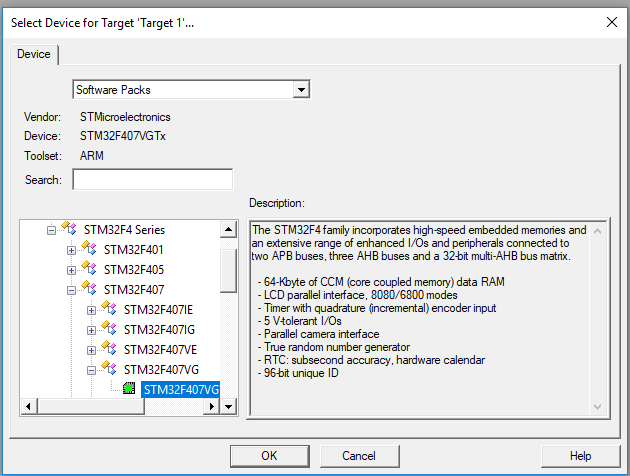 Select Device for Target 'Target 1'...
Device
Software Packs
Vendor: STMicroelectronics
Device: STM32F407VGTx
Toolset: ARM
Search:
Description:
STM32F4 Series
STM32F401
STM32F405
STM32F407
STM32F407IE
STM32F407IG
STM32F407VE
STM32F407VG
STM32F407VG
The STM32F4 family incorporates high-speed embedded memories and
an extensive range of enhanced I/Os and peripherals connected to
two APB buses, three AHB buses and a 32-bit multi-AHB bus matrix.
- 64-Kbyte of CCM (core coupled memory) data RAM
- LCD parallel interface, 8080/6800 modes
- Timer with quadrature (incremental) encoder input
- 5 V-tolerant I/Os
- Parallel camera interface
- True random number generator
- RTC: subsecond accuracy, hardware calendar
- 96-bit unique ID
OK
Cancel
Help